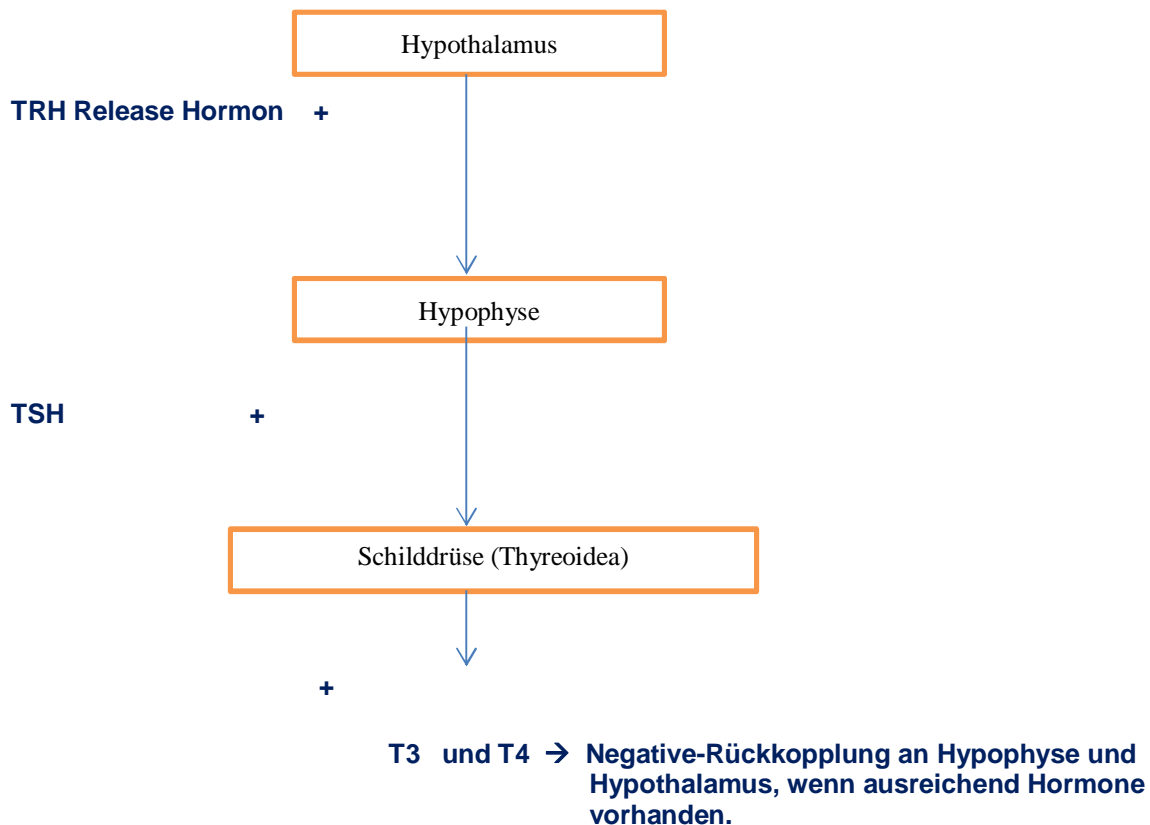 Hypothalamus
TRH Release Hormon +
Hypophyse
TSH +
Schilddrüse (Thyreoidea)
+
T3 und T4 → Negative-Rückkopplung an Hypophyse und
Hypothalamus, wenn ausreichend Hormone
vorhanden.